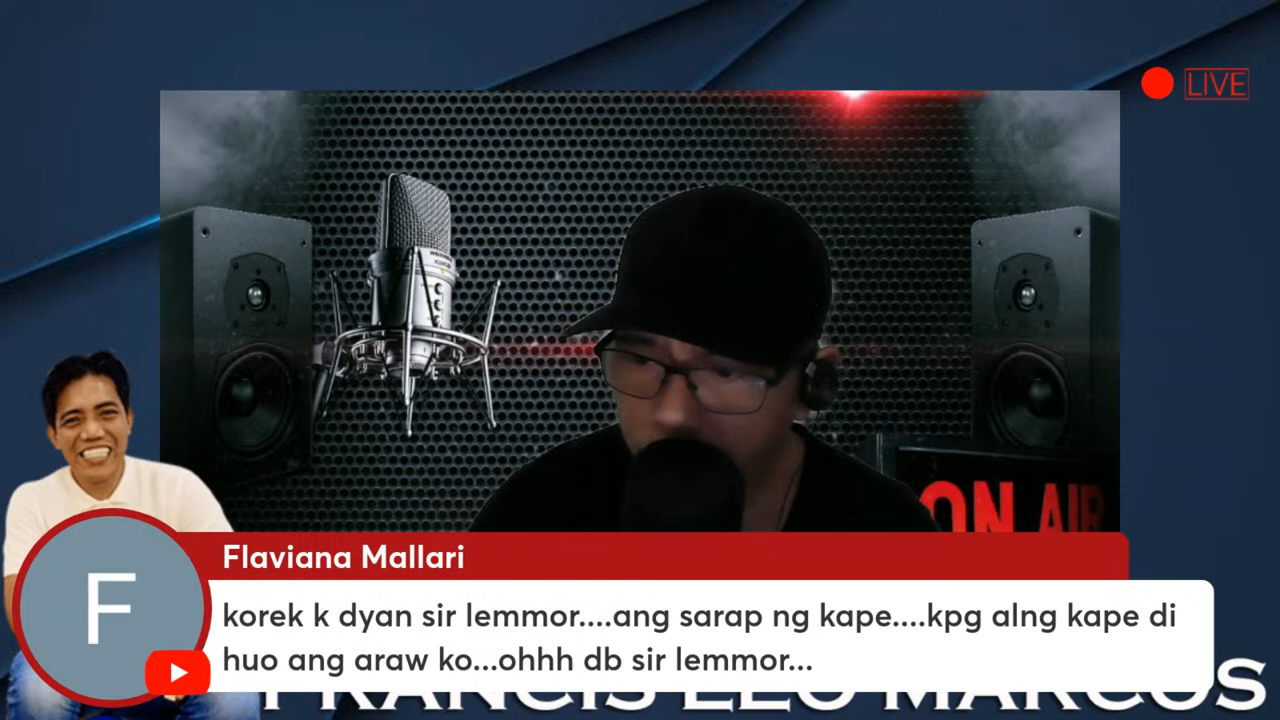 LIVE
ON AIR
Flaviana Mallari
F
korek k dyan sir lemmor....ang sarap ng kape....kpg alng kape di
huo ang araw ko...ohhh db sir lemmor...
FRANCIS LEO MARCOS